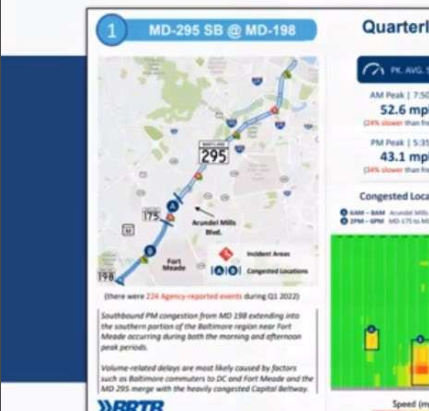 1 MD-295 SB @ MD-198
295
175
A
Arundel Mills
Blvd.
32
B
Fort
Meade
198
Incident Areas
A B Congested Locations
(there were 224 Agency-reported events during Q1 2022)
Southbound PM congestion from MD 198 extending into
the southern portion of the Baltimore region near Fort
Meade occurring during both the morning and afternoon
peak periods.
Volume-related delays are most likely caused by factors
such as Baltimore commuters to DC and Fort Meade and the
MD 295 merge with the heavily congested Capital Beltway.
BRTB
Quarterl
PK. AVG. S
AM Peak | 7:50
52.6 mpl
(24% slower than fr
PM Peak | 5:35
43.1 mpl
(34% slower than fr
Congested Loca
A 6AM – 8AM Arundel Mills
B 2PM – 6PM MD-175 to M
Speed (m